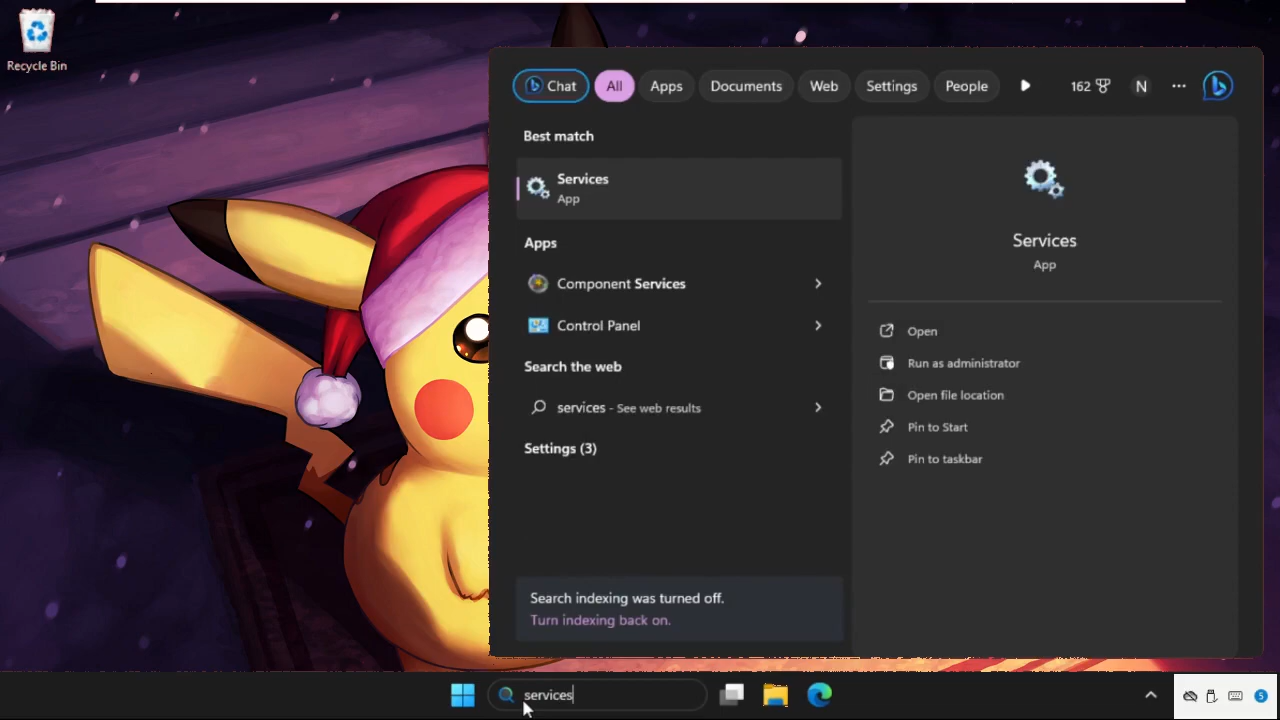 Recycle Bin
Chat
All
Apps
Documents
Web
Settings
People
162
N
Best match
Services
App
Apps
Component Services
Control Panel
Search the web
services - See web results
Settings (3)
Search indexing was turned off.
Turn indexing back on.
Services
App
Open
Run as administrator
Open file location
Pin to Start
Pin to taskbar
services
5